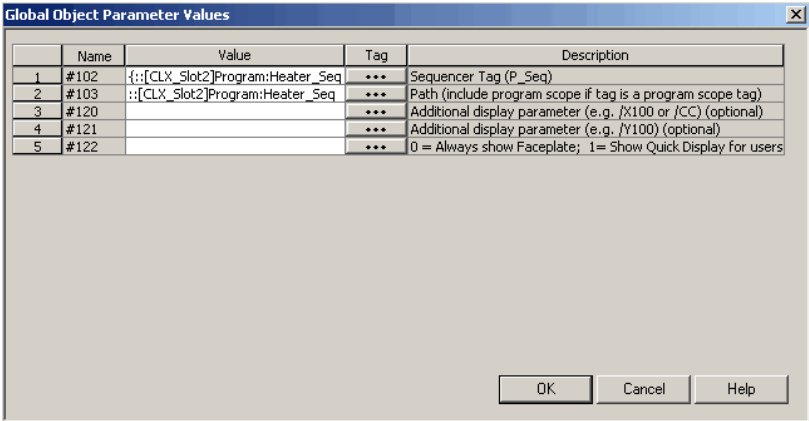 Global Object Parameter Values
Name Value Tag Description
1 #102 {::[CLX_Slot2]Program:Heater_Seq ••• Sequencer Tag (P_Seq)
2 #103 ::[CLX_Slot2]Program:Heater_Seq ••• Path (include program scope if tag is a program scope tag)
3 #120 ••• Additional display parameter (e.g. /X100 or /CC) (optional)
4 #121 ••• Additional display parameter (e.g. /Y100) (optional)
5 #122 ••• 0 = Always show Faceplate;  1= Show Quick Display for users
OK Cancel Help